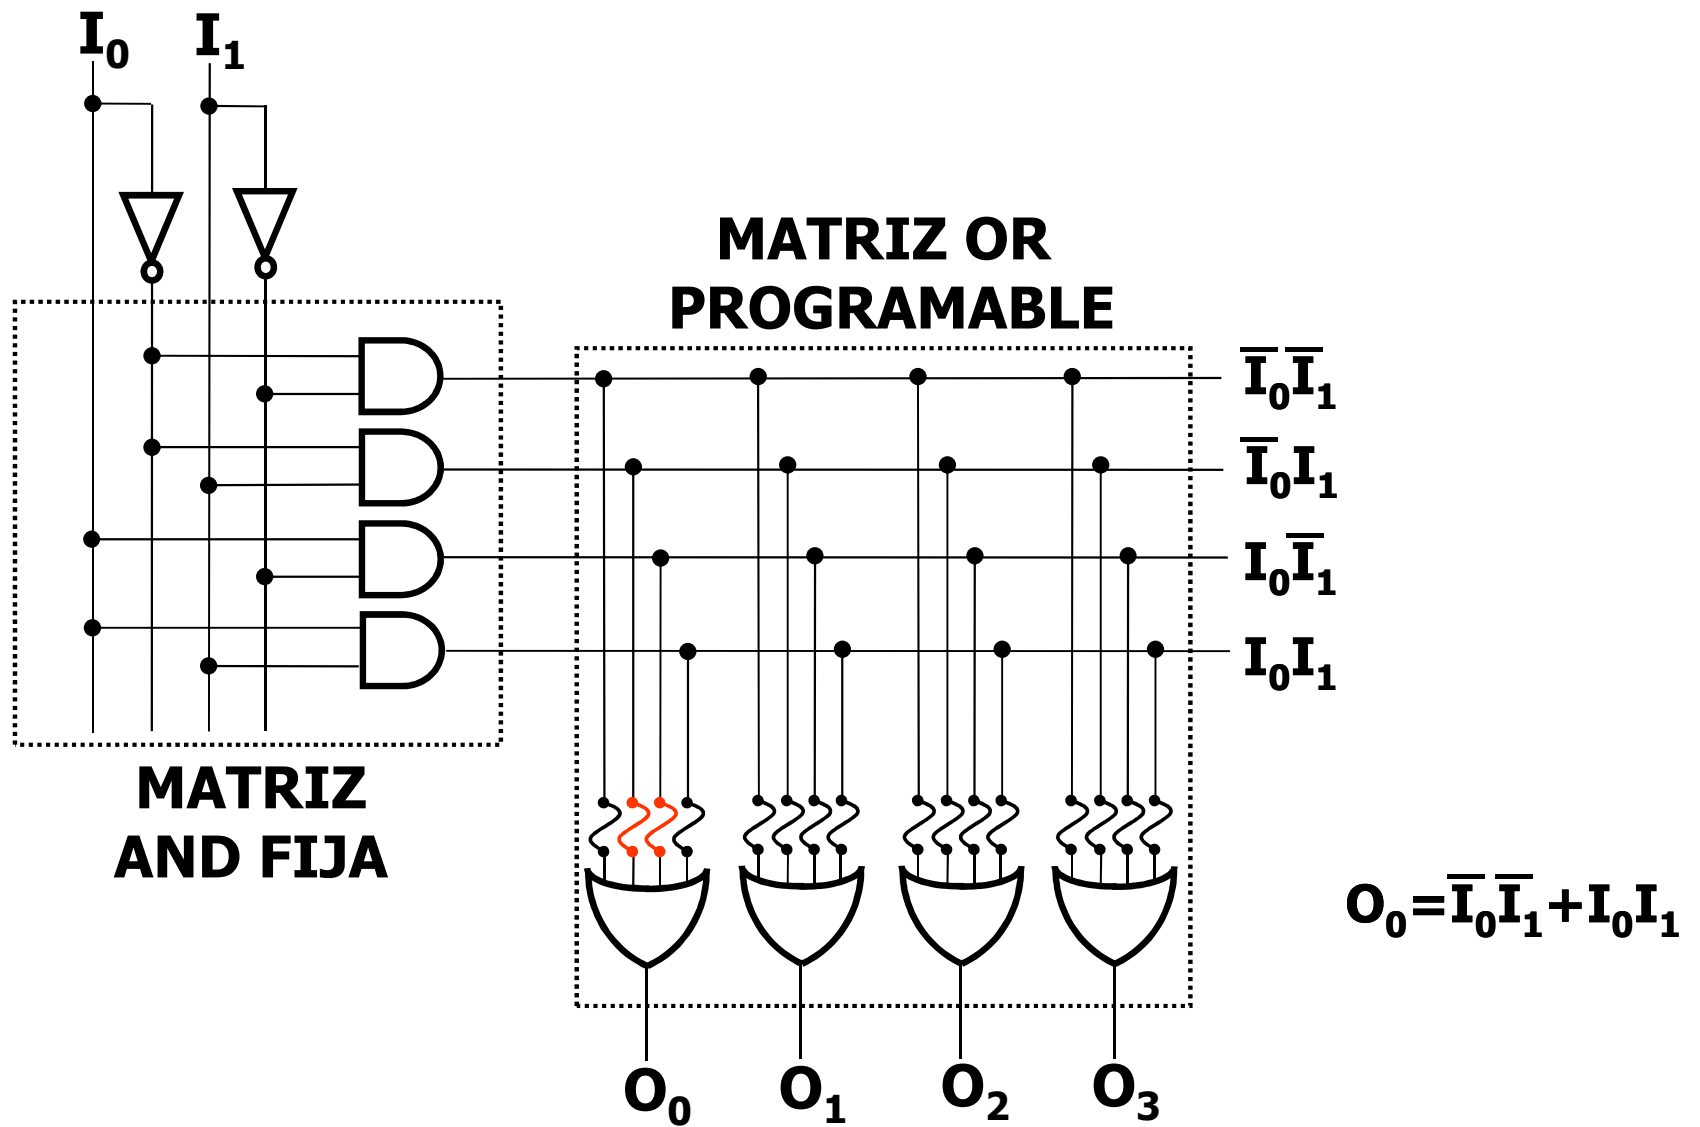 I₀ I₁
MATRIZ OR
PROGRAMABLE
I̅₀I̅₁
I̅₀I₁
I₀I̅₁
I₀I₁
MATRIZ
AND FIJA
O₀=I̅₀I̅₁+I₀I₁
O₀ O₁ O₂ O₃